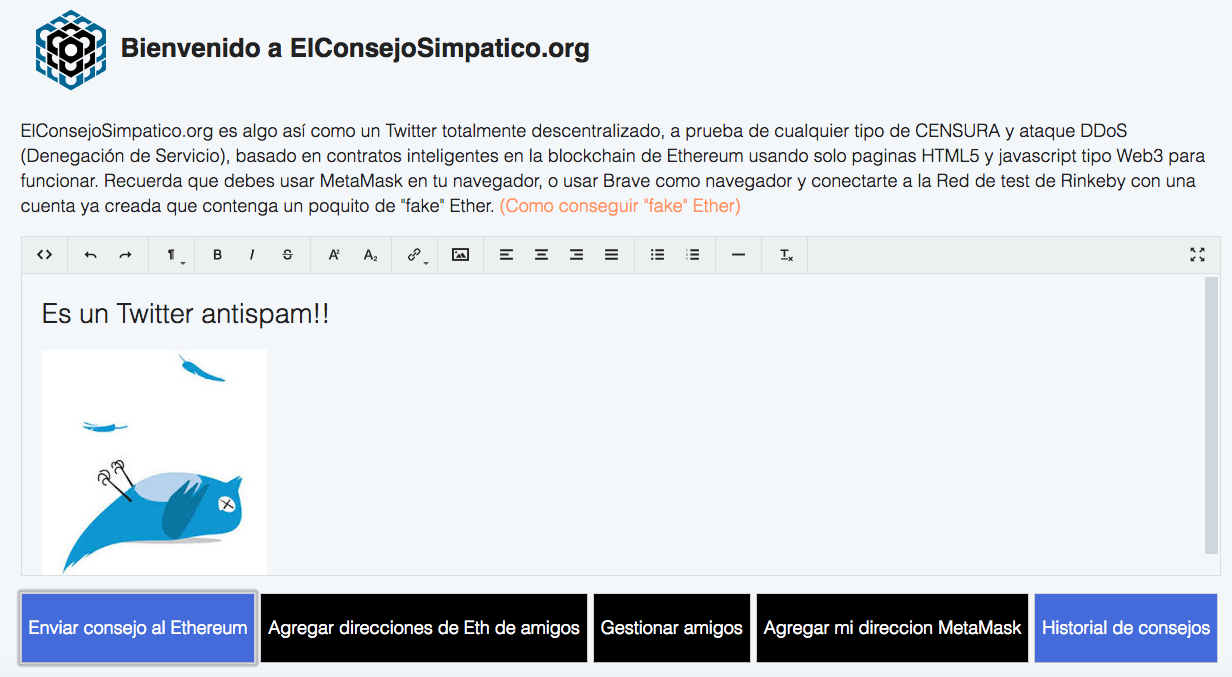 Bienvenido a ElConsejoSimpatico.org
ElConsejoSimpatico.org es algo así como un Twitter totalmente descentralizado, a prueba de cualquier tipo de CENSURA y ataque DDoS
(Denegación de Servicio), basado en contratos inteligentes en la blockchain de Ethereum usando solo paginas HTML5 y javascript tipo Web3 para
funcionar. Recuerda que debes usar MetaMask en tu navegador, o usar Brave como navegador y conectarte a la Red de test de Rinkeby con una
cuenta ya creada que contenga un poquito de "fake" Ether. (Como conseguir "fake" Ether)
Es un Twitter antispam!!
Enviar consejo al Ethereum Agregar direcciones de Eth de amigos Gestionar amigos Agregar mi direccion MetaMask Historial de consejos